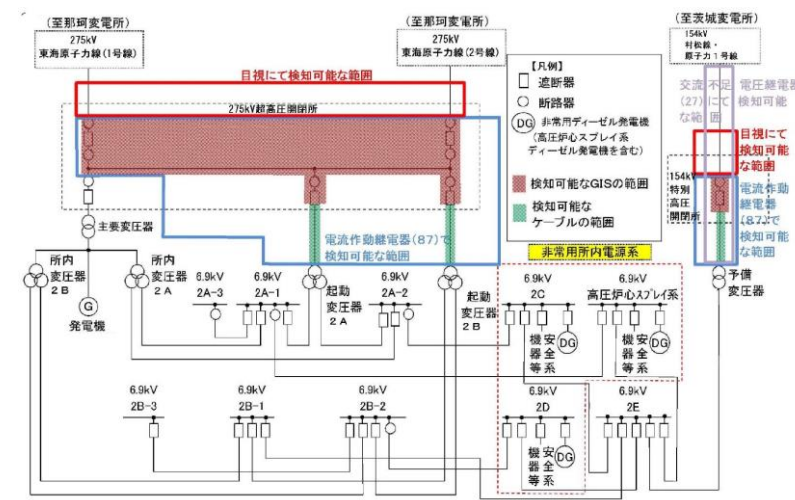 (至那珂変電所)
275kV
東海原子力線(1号線)
(至那珂変電所)
275kV
東海原子力線(2号線)
(至茨城変電所)
154kV
村松線・
原子力1号線
目視にて検知可能な範囲
275kV超高圧開閉所
【凡例】
遮断器
断路器
DG 非常用ディーゼル発電機
(高圧炉心スプレイ系
ディーゼル発電機を含む)
検知可能なGISの範囲
検知可能な
ケーブルの範囲
交流不足電圧継電器
(27)にて検知可能
な範囲
目視にて
検知可能
な範囲
154kV
特別
高圧
開閉所
電流作動
継電器
(87)で
検知可能
な範囲
主要変圧器
電流作動継電器(87)で
検知可能な範囲
非常用所内電源系
所内
変圧器
2B
G
発電機
所内
変圧器
2A
6.9kV
2A-3
6.9kV
2A-1
起動
変圧器
2A
6.9kV
2A-2
起動
変圧器
2B
6.9kV
2C
安全系
機器等
DG
6.9kV
高圧炉心スプレイ系
安全系
機器等
DG
予備
変圧器
6.9kV
2B-3
6.9kV
2B-1
6.9kV
2B-2
6.9kV
2D
安全系
機器等
DG
6.9kV
2E